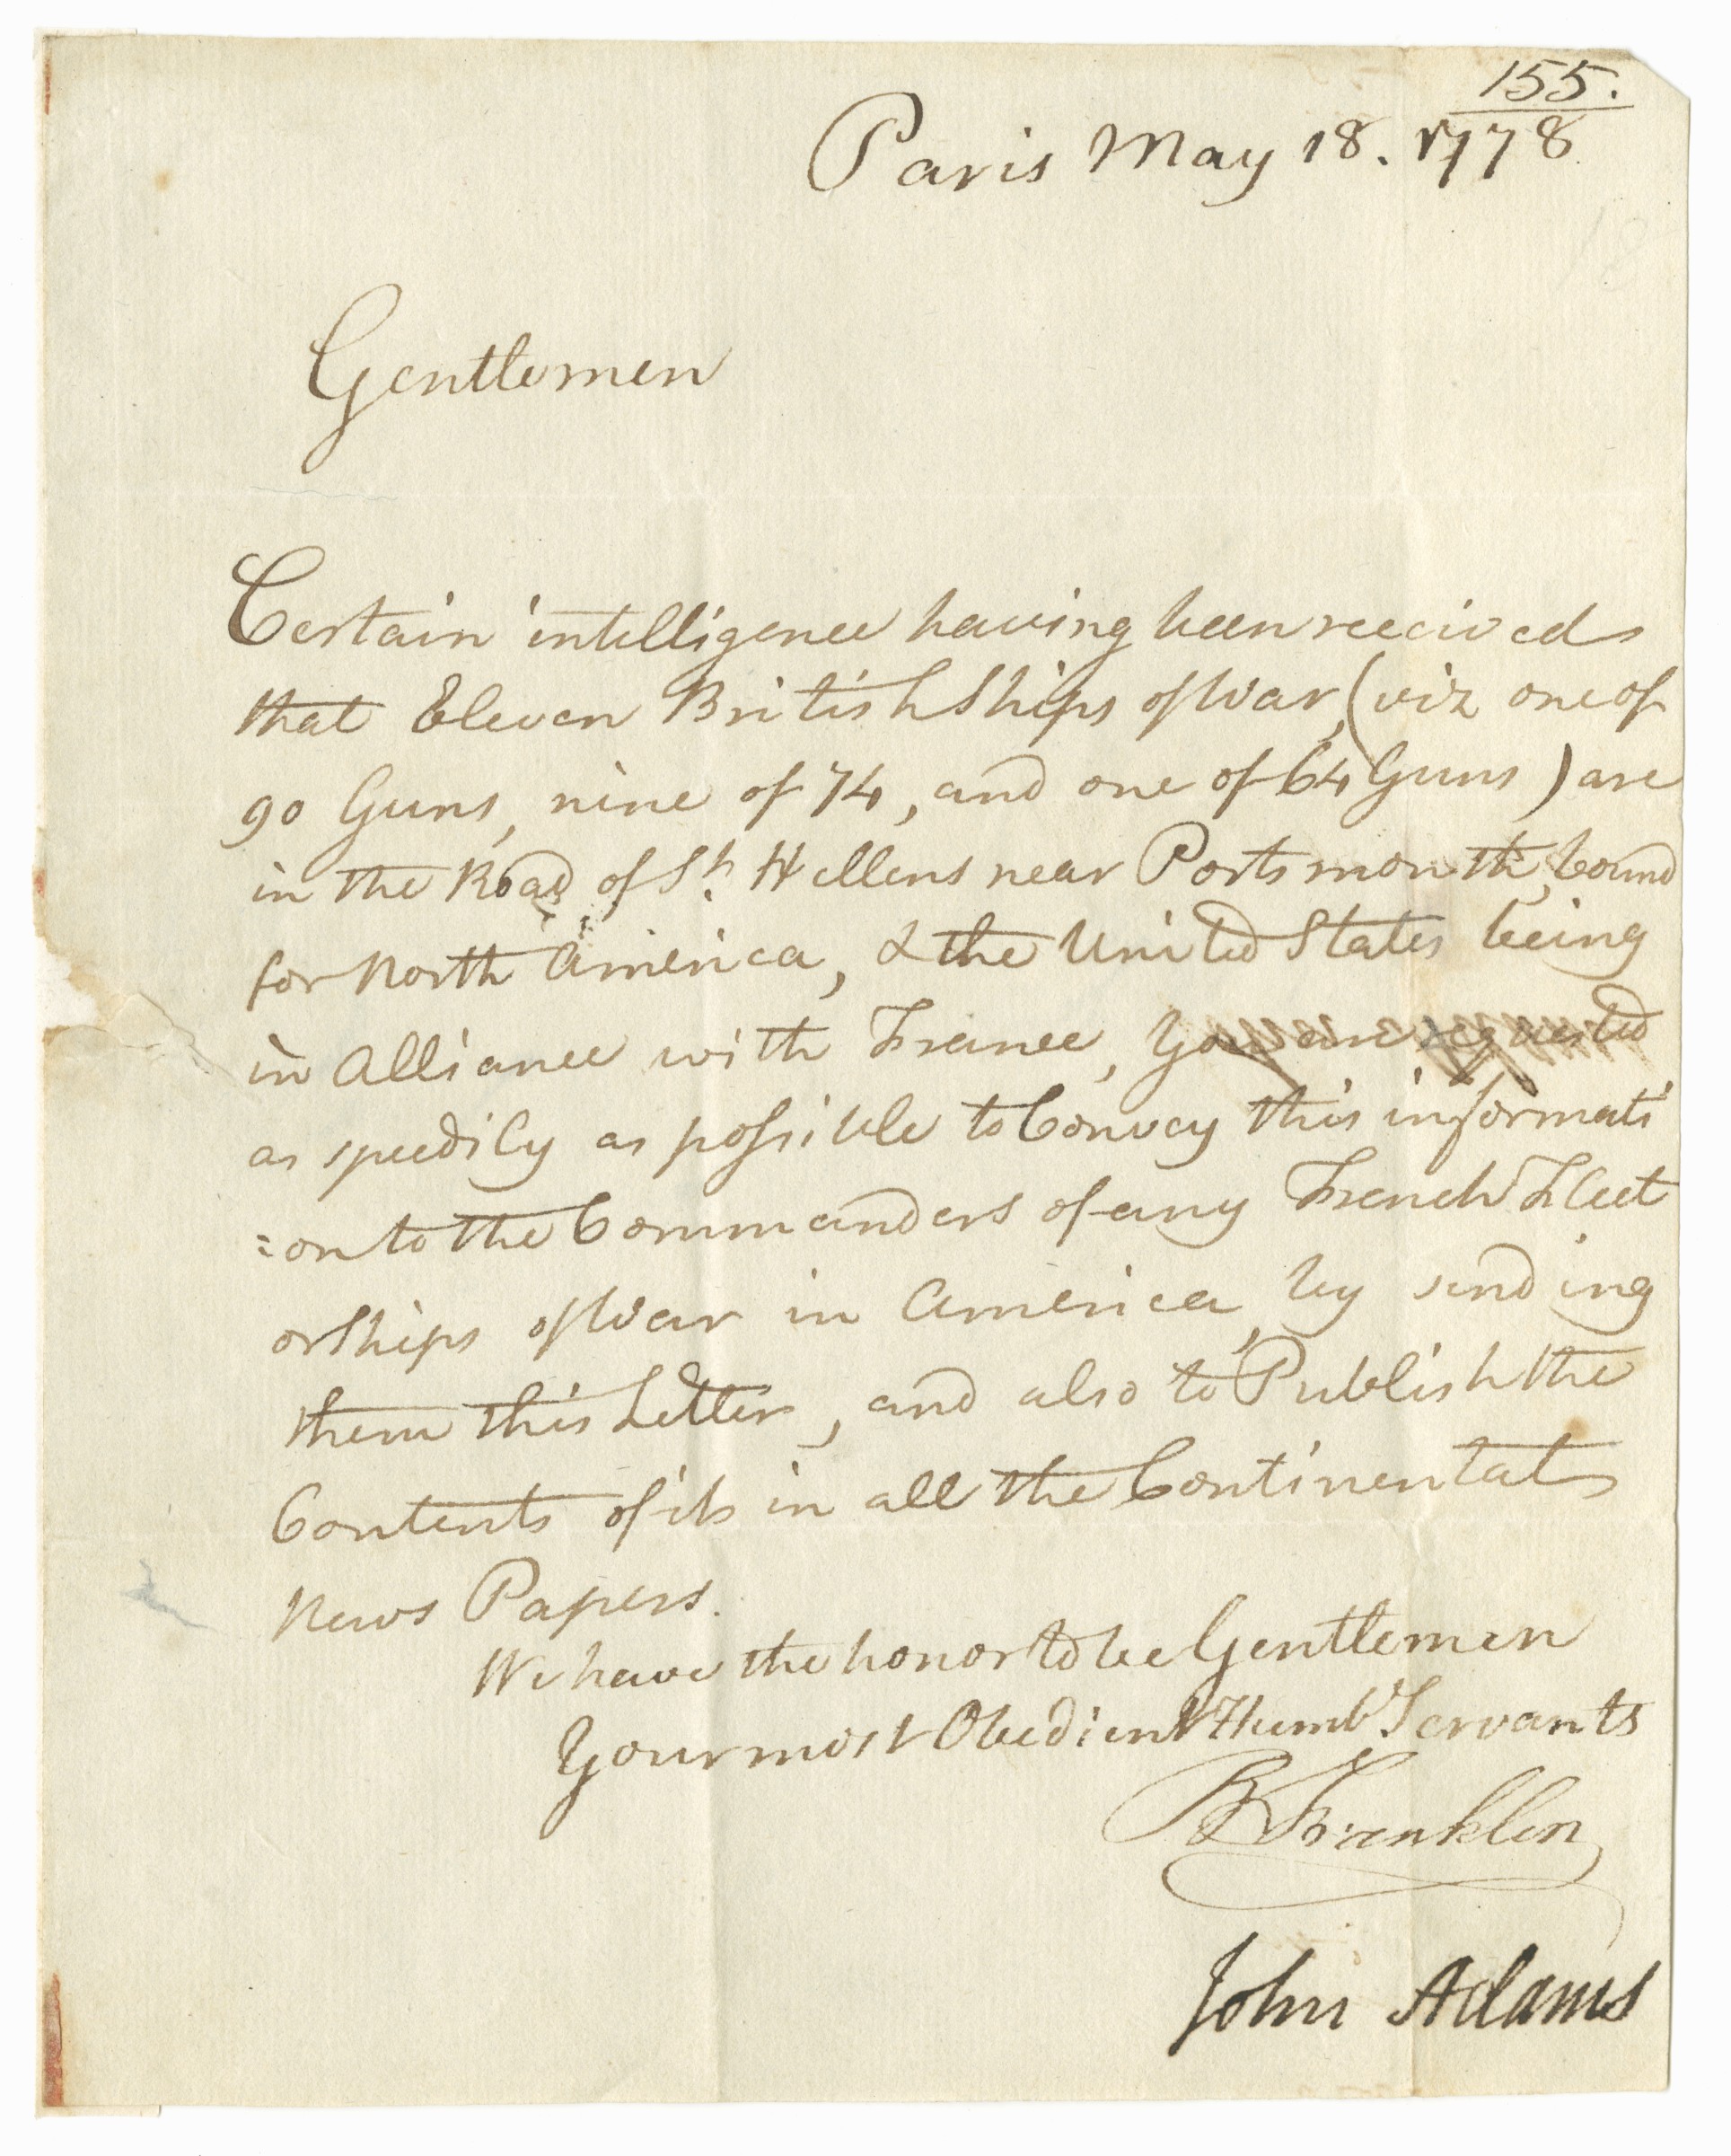 155.
Paris May 18. 1778
Gentlemen
Certain intelligence having been received
that Eleven British Ships of War, (viz one of
90 Guns, nine of 74, and one of 64 Guns) are
in the Road of St. Hellens near Portsmouth, bound
for North America, & the United States being
in Alliance with France, you are requested
as speedily as possible to Convey this informati
=on to the Commanders of any French Fleet
or Ships of War in America, by sending
them this Letter, and also to Publish the
Contents of it in all the Continental
News Papers.
We have the honor to be Gentlemen
Your most Obedient Humb Servants
B Franklin
John Adams